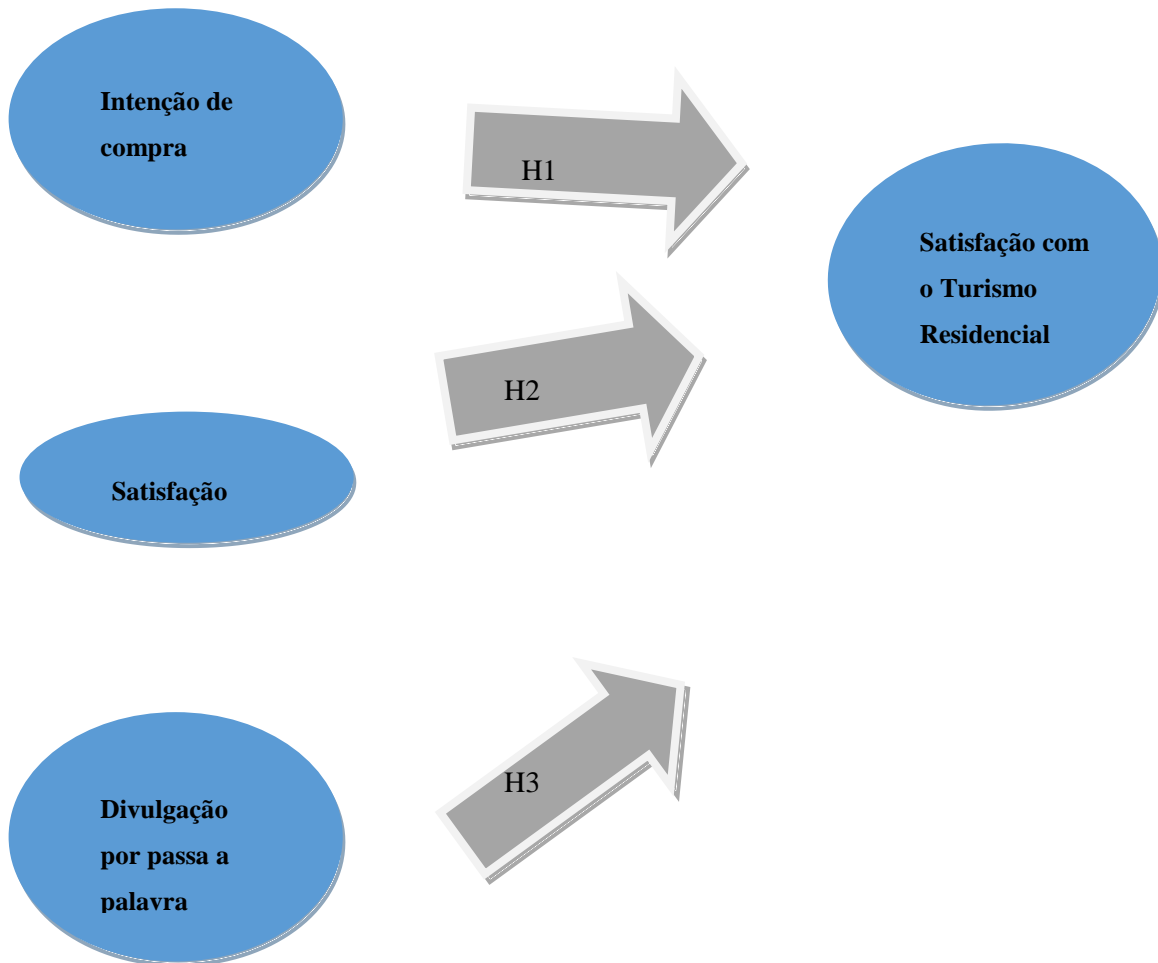 Intenção de
compra
H1
Satisfação com
o Turismo
Residencial
H2
Satisfação
H3
Divulgação
por passa a
palavra